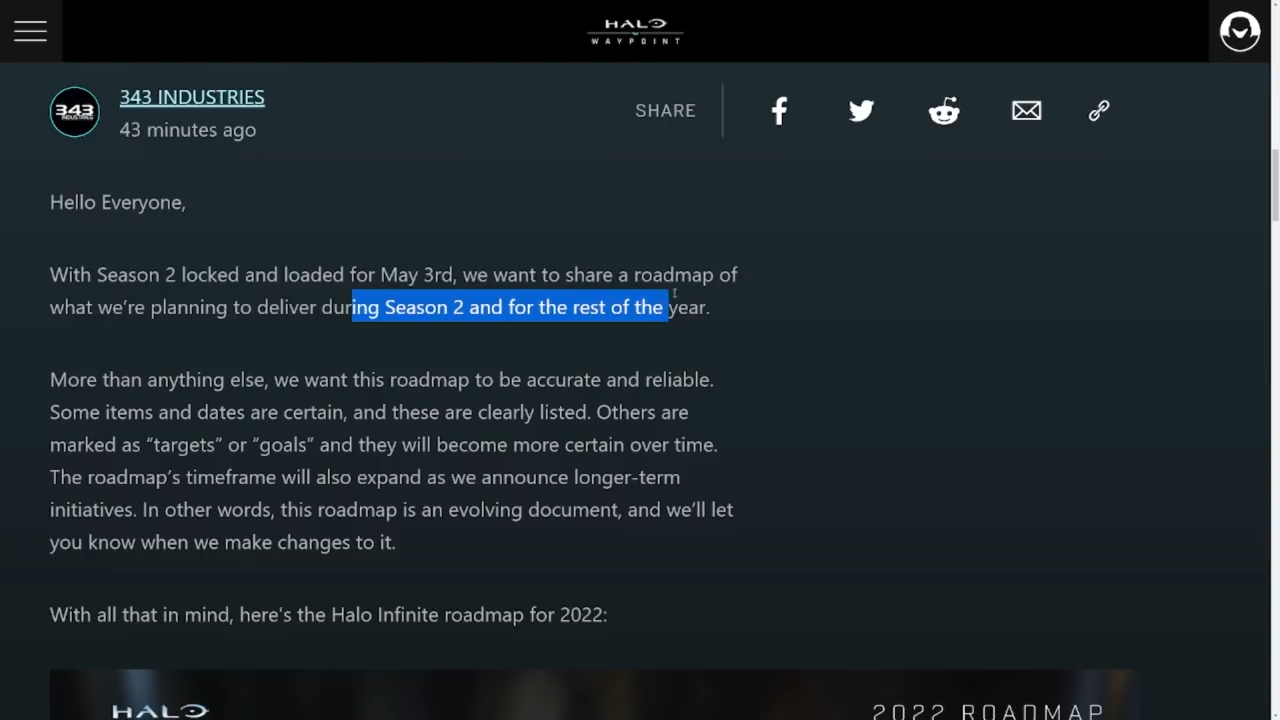 HALO
WAYPOINT
343 INDUSTRIES
343
INDUSTRIES
43 minutes ago
SHARE
Hello Everyone,
With Season 2 locked and loaded for May 3rd, we want to share a roadmap of
what we’re planning to deliver during Season 2 and for the rest of the year.
More than anything else, we want this roadmap to be accurate and reliable.
Some items and dates are certain, and these are clearly listed. Others are
marked as “targets” or “goals” and they will become more certain over time.
The roadmap’s timeframe will also expand as we announce longer-term
initiatives. In other words, this roadmap is an evolving document, and we’ll let
you know when we make changes to it.
With all that in mind, here’s the Halo Infinite roadmap for 2022:
HALO
2022 ROADMAP